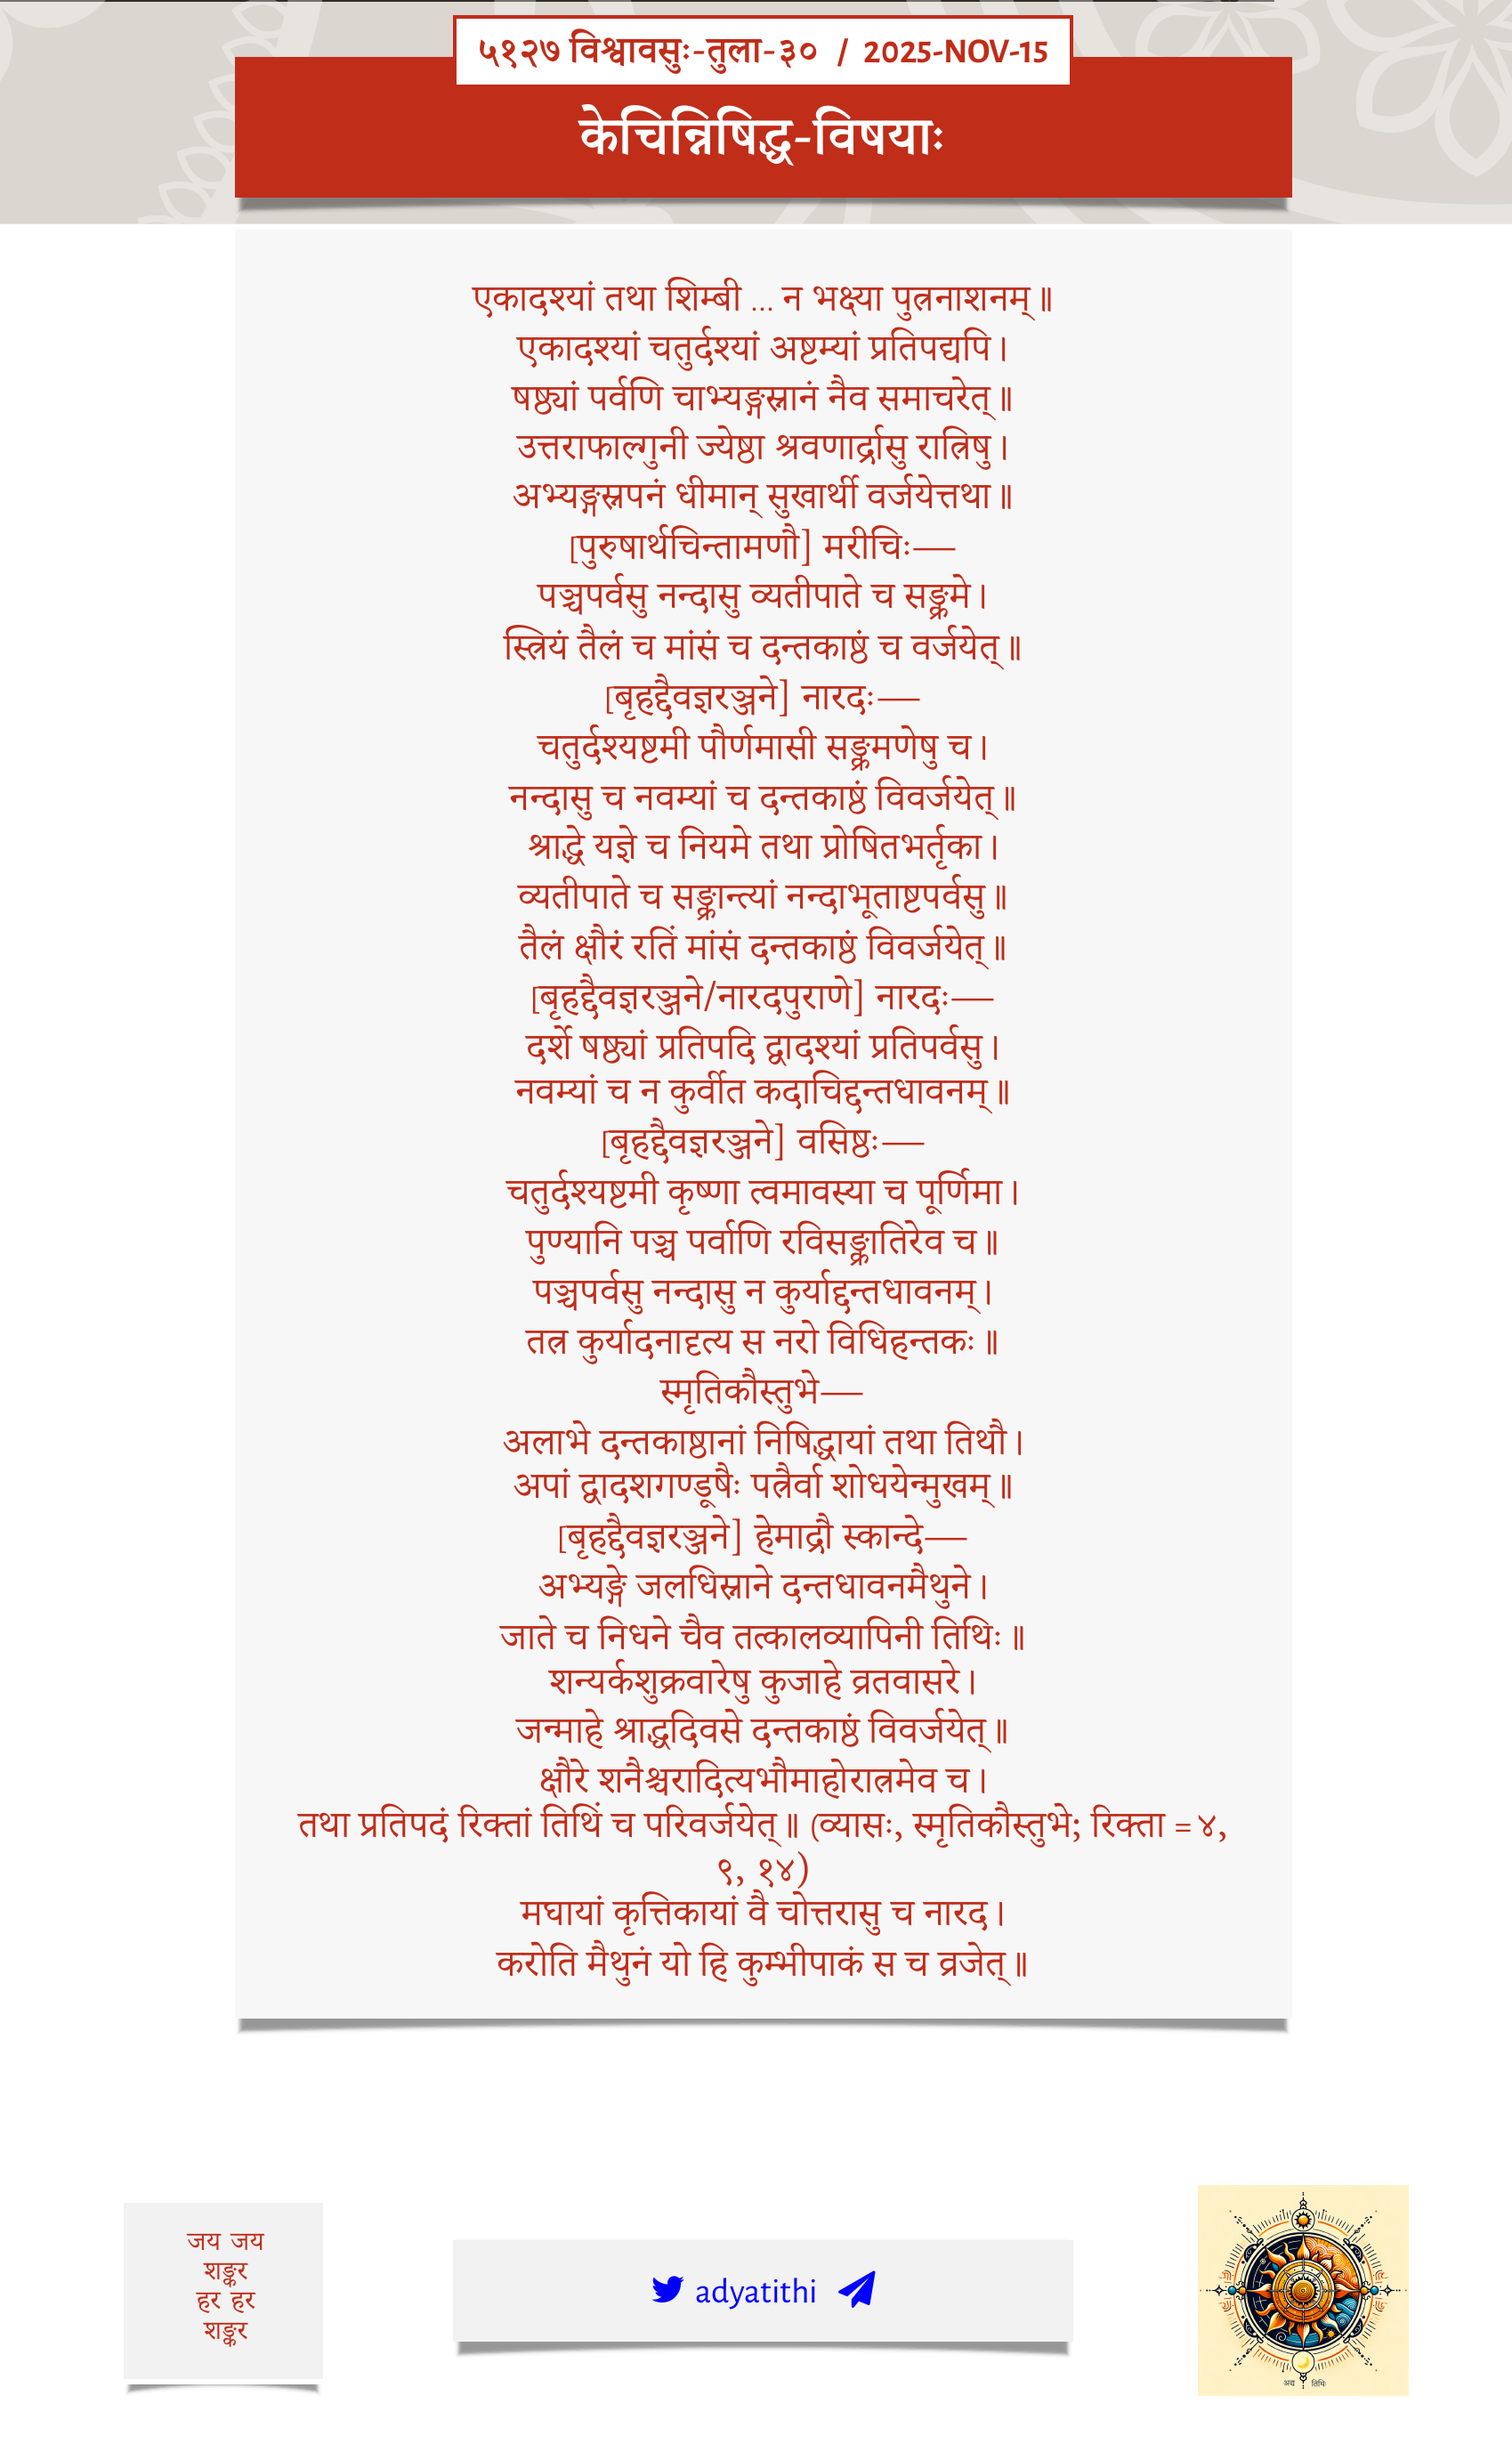 ५१२७ विश्वावसुः-तुला-३० / 2025-NOV-15
केचिन्निषिद्ध-विषयाः
एकादश्यां तथा शिम्बी ... न भक्ष्या पुत्रनाशनम्॥
एकादश्यां चतुर्दश्यां अष्टम्यां प्रतिपद्यपि।
षष्ठ्यां पर्वणि चाभ्यङ्गस्नानं नैव समाचरेत्॥
उत्तराफाल्गुनी ज्येष्ठा श्रवणार्द्रासु रात्रिषु।
अभ्यङ्गस्नपनं धीमान् सुखार्थी वर्जयेत्तथा॥
[पुरुषार्थचिन्तामणौ] मरीचिः—
पञ्चपर्वसु नन्दासु व्यतीपाते च सङ्क्रमे।
स्त्रियं तैलं च मांसं च दन्तकाष्ठं च वर्जयेत्॥
[बृहद्दैवज्ञरञ्जने] नारदः—
चतुर्दश्यष्टमी पौर्णमासी सङ्क्रमणेषु च।
नन्दासु च नवम्यां च दन्तकाष्ठं विवर्जयेत्॥
श्राद्धे यज्ञे च नियमे तथा प्रोषितभर्तृका।
व्यतीपाते च सङ्क्रान्त्यां नन्दाभूताष्टपर्वसु॥
तैलं क्षौरं रतिं मांसं दन्तकाष्ठं विवर्जयेत्॥
[बृहद्दैवज्ञरञ्जने/नारदपुराणे] नारदः—
दर्शे षष्ठ्यां प्रतिपदि द्वादश्यां प्रतिपर्वसु।
नवम्यां च न कुर्वीत कदाचिद्दन्तधावनम्॥
[बृहद्दैवज्ञरञ्जने] वसिष्ठः—
चतुर्दश्यष्टमी कृष्णा त्वमावस्या च पूर्णिमा।
पुण्यानि पञ्च पर्वाणि रविसङ्क्रातिरेव च॥
पञ्चपर्वसु नन्दासु न कुर्याद्दन्तधावनम्।
तत्र कुर्यादनादृत्य स नरो विधिहन्तकः॥
स्मृतिकौस्तुभे—
अलाभे दन्तकाष्ठानां निषिद्धायां तथा तिथौ।
अपां द्वादशगण्डूषैः पत्रैर्वा शोधयेन्मुखम्॥
[बृहद्दैवज्ञरञ्जने] हेमाद्रौ स्कान्दे—
अभ्यङ्गे जलधिस्नाने दन्तधावनमैथुने।
जाते च निधने चैव तत्कालव्यापिनी तिथिः॥
शन्यर्कशुक्रवारेषु कुजाहे व्रतवासरे।
जन्माहे श्राद्धदिवसे दन्तकाष्ठं विवर्जयेत्॥
क्षौरे शनैश्चरादित्यभौमाहोरात्रमेव च।
तथा प्रतिपदं रिक्तां तिथिं च परिवर्जयेत्॥ (व्यासः, स्मृतिकौस्तुभे; रिक्ता = ४,
९, १४)
मघायां कृत्तिकायां वै चोत्तरासु च नारद।
करोति मैथुनं यो हि कुम्भीपाकं स च व्रजेत्॥
जय जय
शङ्कर
हर हर
शङ्कर
adyatithi
अद्य तिथिः